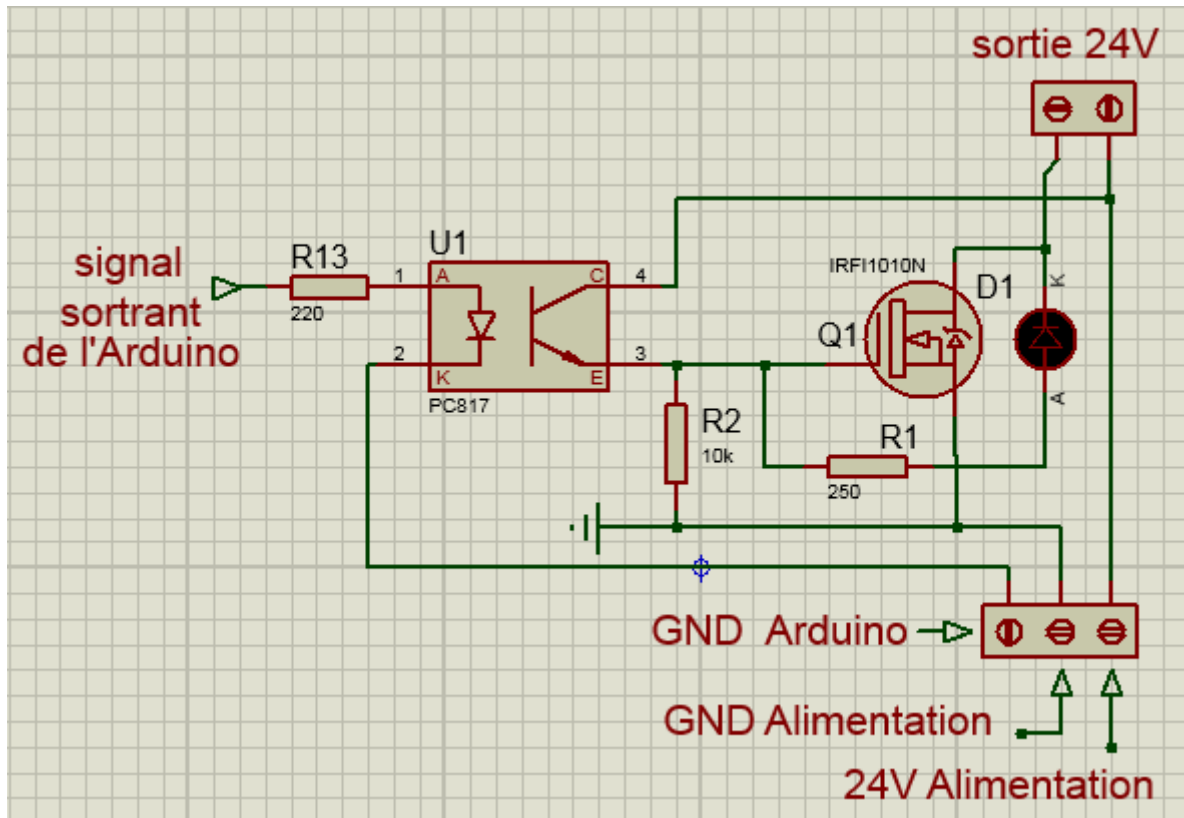 sortie 24V
signal
sortrant
de l'Arduino
R13
220
U1
1
A
C
4
2
K
E
3
PC817
IRFI1010N
Q1
D1
K
A
R2
10k
R1
250
GND Arduino
GND Alimentation
24V Alimentation